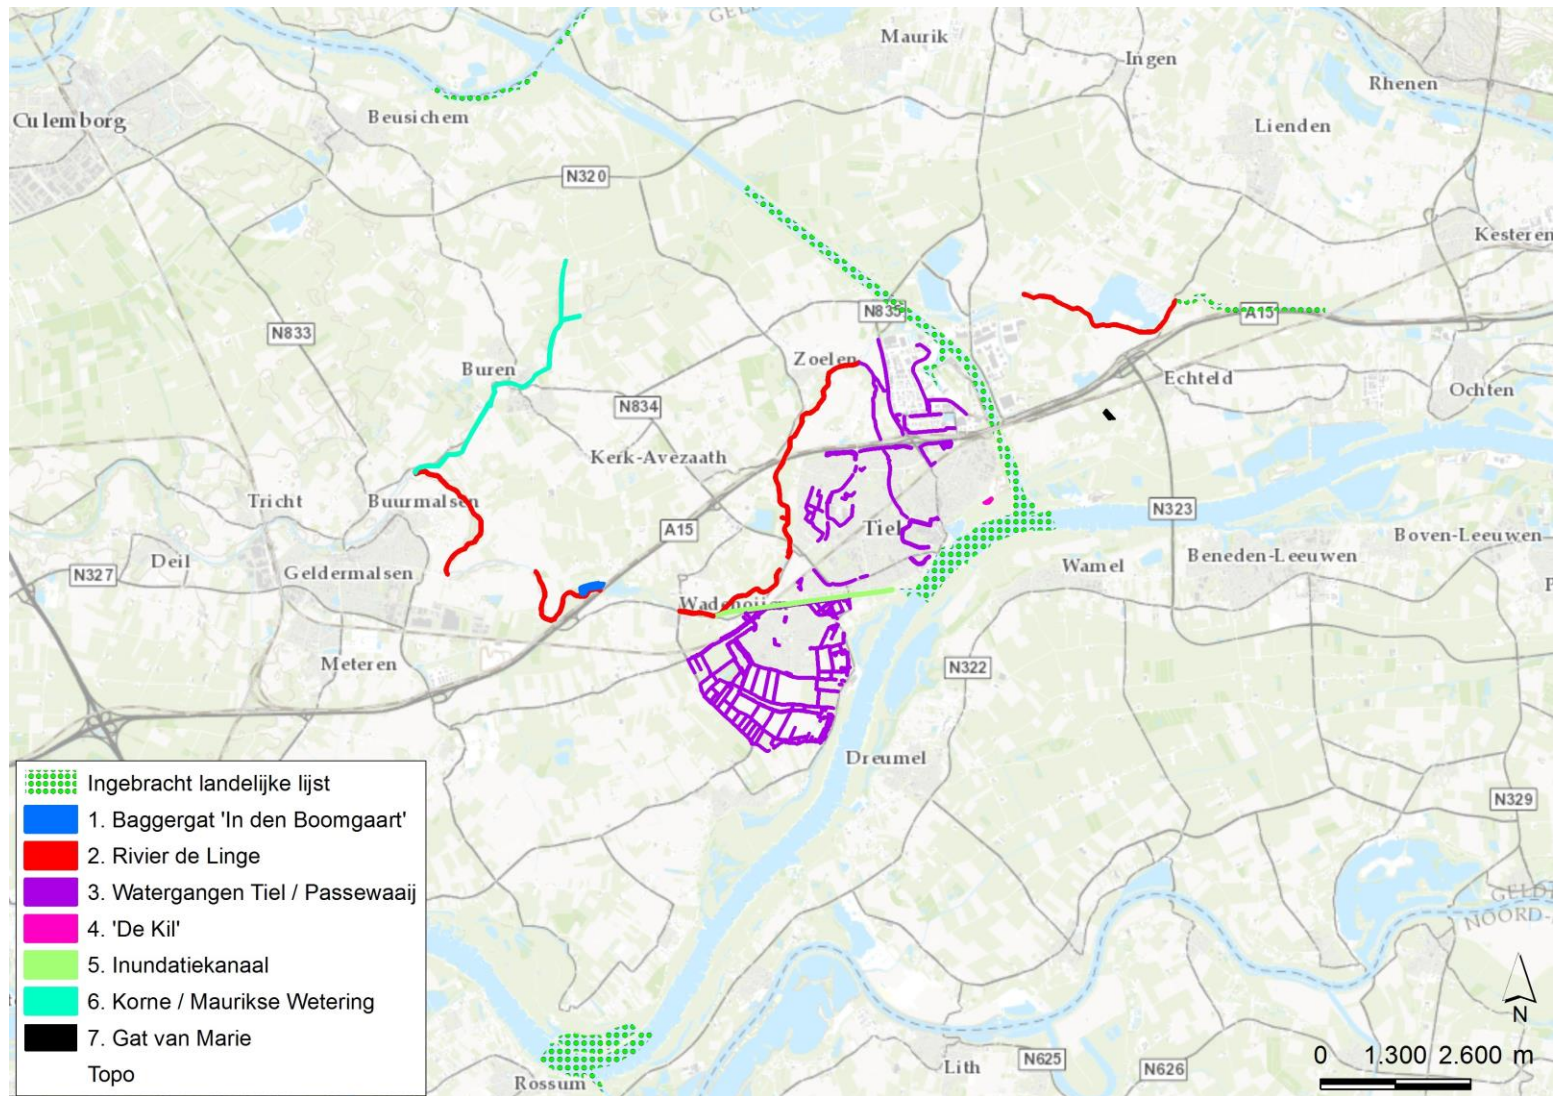 GELD
Maurik
Ingen
Rhenen
Culemborg
Beusichem
Lienden
N320
Kesteren
N833
N835
A15
Zoelen
Buren
Echteld
Ochten
N834
Kerk-Avezaath
Tricht
Buurmalsen
A15
Tiel
N323
Boven-Leeuwen
Deil
N327
Geldermalsen
Wamel
Beneden-Leeuwen
Wadenoijen
Meteren
N322
Dreumel
N329
Ingebracht landelijke lijst
1. Baggergat 'In den Boomgaart'
2. Rivier de Linge
3. Watergangen Tiel / Passewaaij
4. 'De Kil'
5. Inundatiekanaal
6. Korne / Maurikse Wetering
7. Gat van Marie
Topo
GELD
NOORD-
N
0 1.300 2.600 m
Rossum
Lith
N625
N626